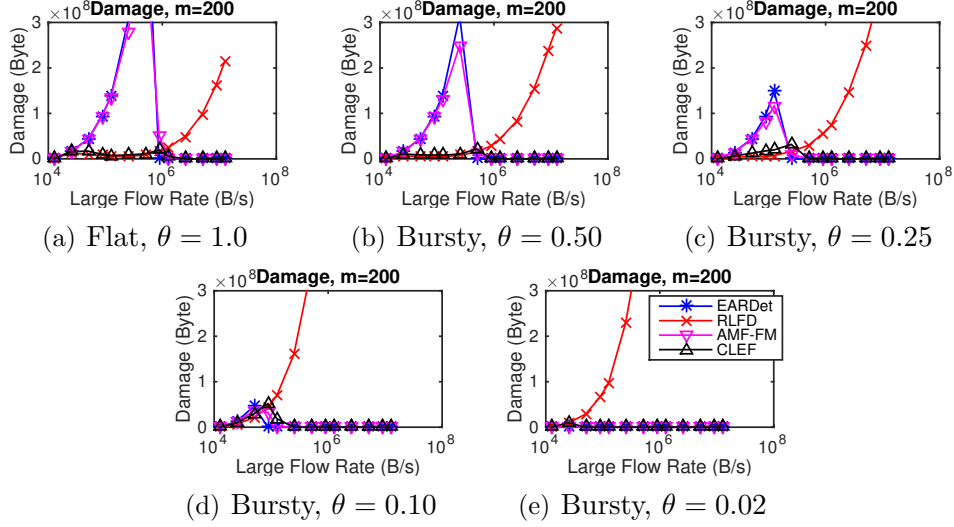 ×10⁸ Damage, m=200
Damage (Byte)
3
2
1
0
10⁴ 10⁶ 10⁸
Large Flow Rate (B/s)
(a) Flat, θ = 1.0
×10⁸ Damage, m=200
Damage (Byte)
3
2
1
0
10⁴ 10⁶ 10⁸
Large Flow Rate (B/s)
(b) Bursty, θ = 0.50
×10⁸ Damage, m=200
Damage (Byte)
3
2
1
0
10⁴ 10⁶ 10⁸
Large Flow Rate (B/s)
(c) Bursty, θ = 0.25
×10⁸ Damage, m=200
Damage (Byte)
3
2
1
0
10⁴ 10⁶ 10⁸
Large Flow Rate (B/s)
(d) Bursty, θ = 0.10
×10⁸ Damage, m=200
Damage (Byte)
3
2
1
0
10⁴ 10⁶ 10⁸
Large Flow Rate (B/s)
EARDet
RLFD
AMF-FM
CLEF
(e) Bursty, θ = 0.02